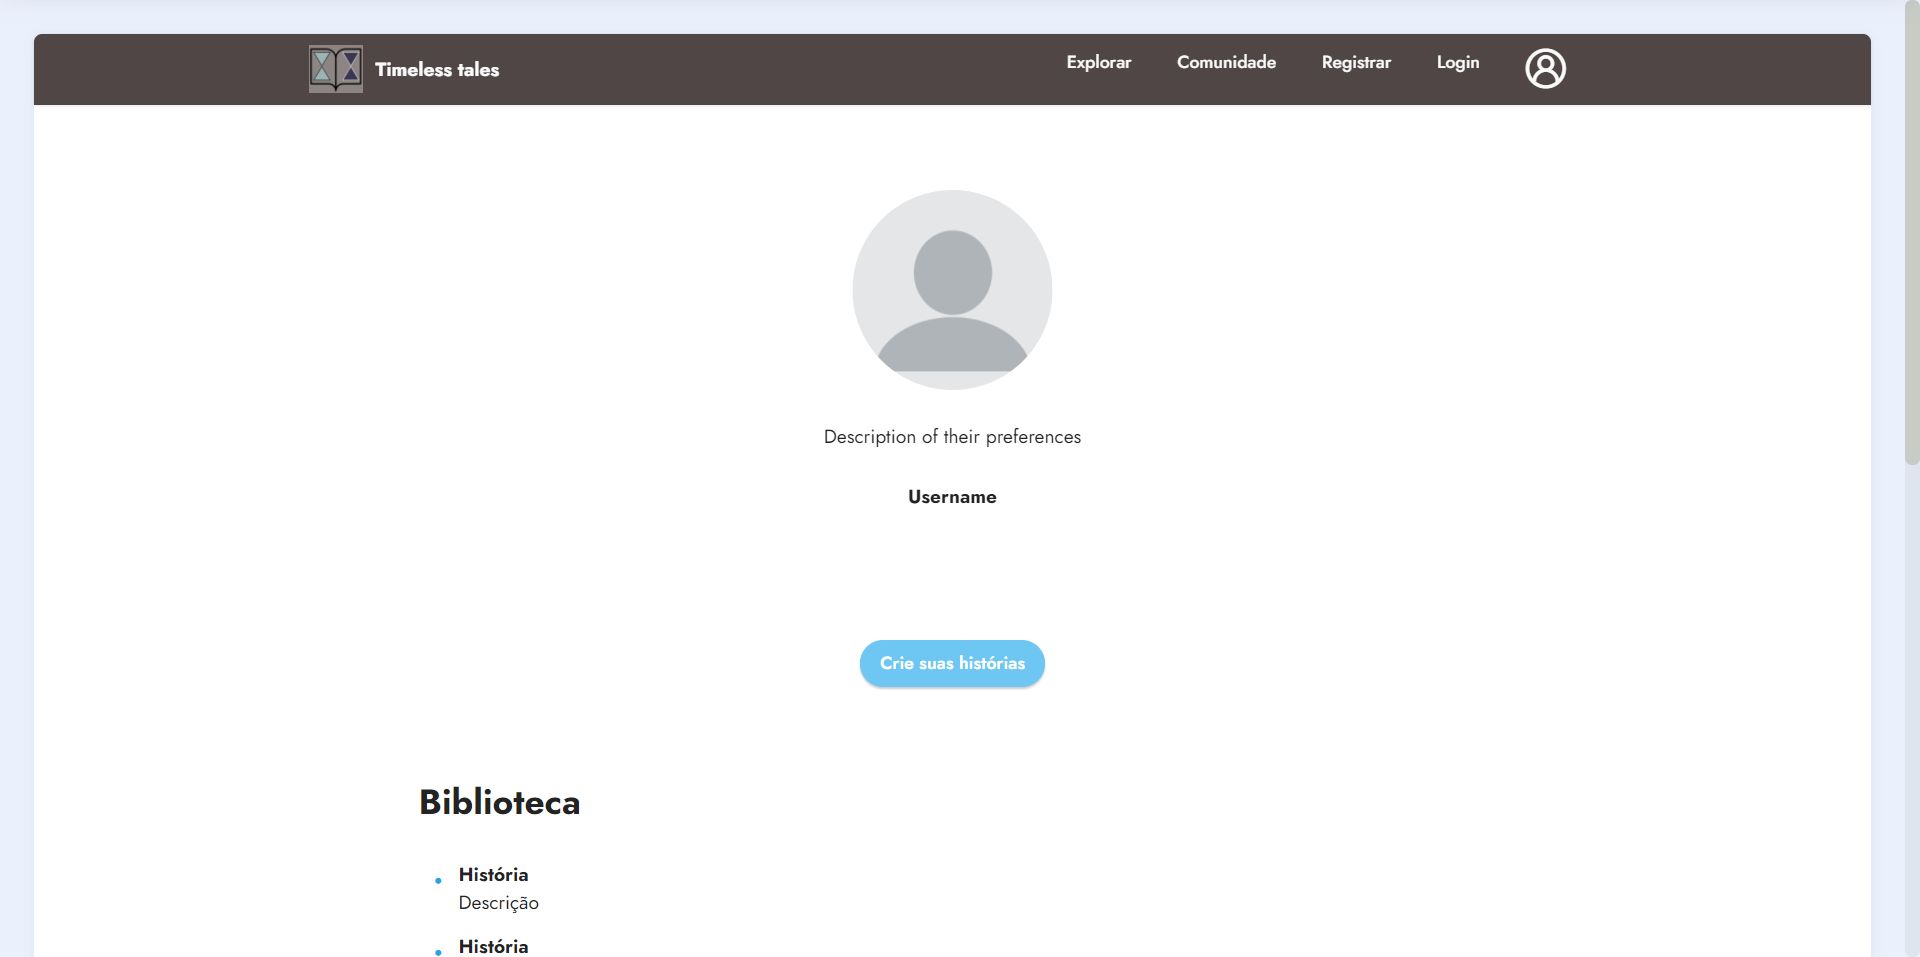 Timeless tales
Explorar
Comunidade
Registrar
Login
Description of their preferences
Username
Crie suas histórias
Biblioteca
História
Descrição
História